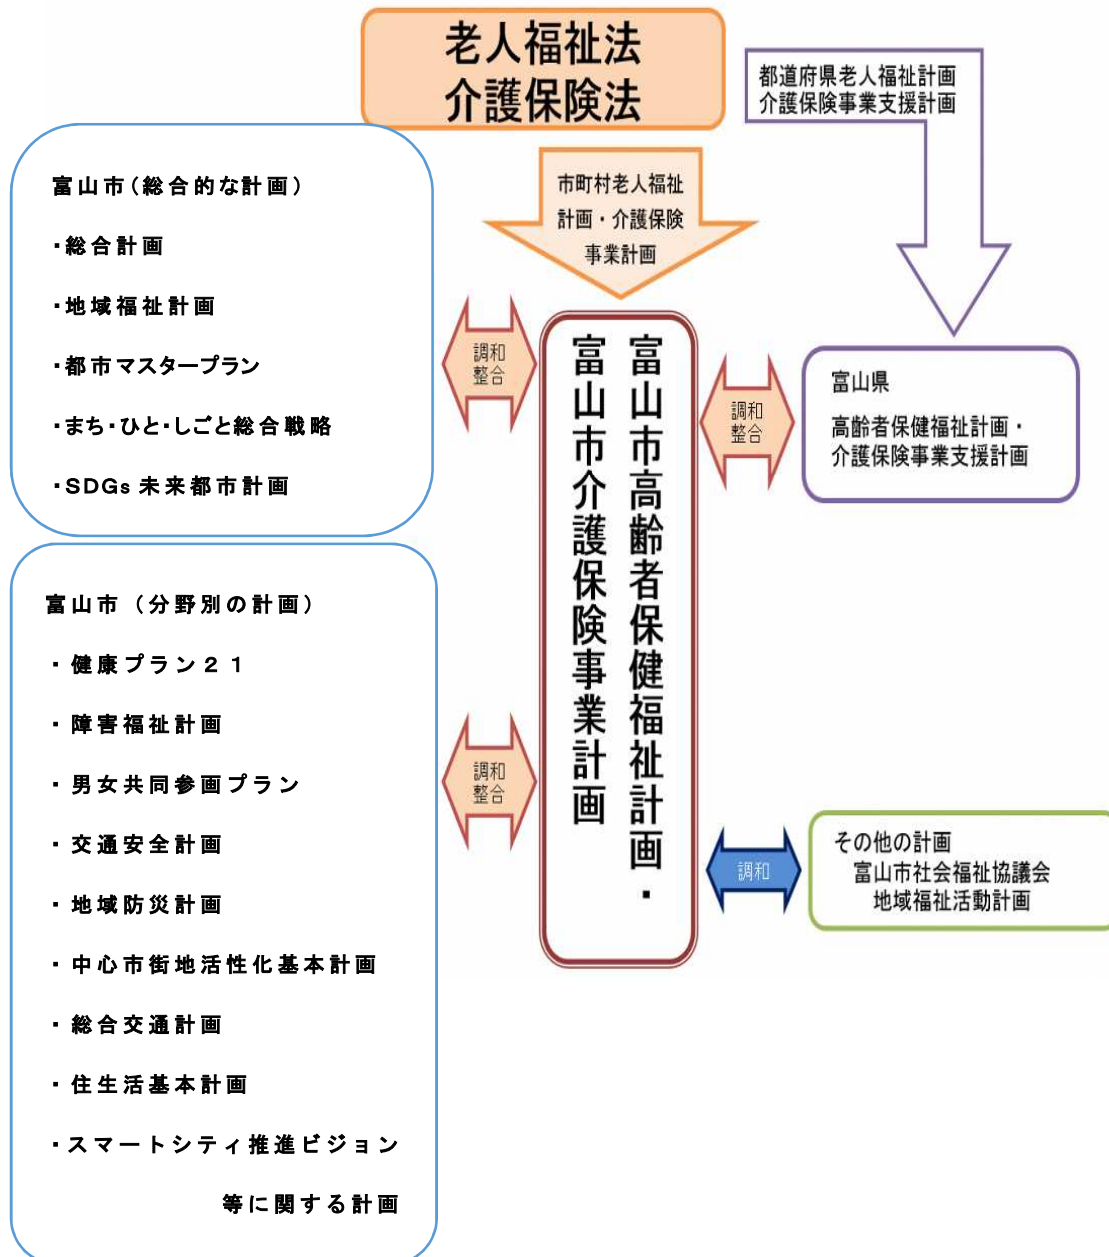 老人福祉法
介護保険法
都道府県老人福祉計画
介護保険事業支援計画
市町村老人福祉
計画・介護保険
事業計画
富山市（総合的な計画）
・総合計画
・地域福祉計画
・都市マスタープラン
・まち・ひと・しごと総合戦略
・SDGs未来都市計画
調和
整合
富山市高齢者保健福祉計画・
富山市介護保険事業計画
調和
整合
富山県
高齢者保健福祉計画・
介護保険事業支援計画
富山市（分野別の計画）
・健康プラン２１
・障害福祉計画
・男女共同参画プラン
・交通安全計画
・地域防災計画
・中心市街地活性化基本計画
・総合交通計画
・住生活基本計画
・スマートシティ推進ビジョン
等に関する計画
調和
整合
調和
その他の計画
富山市社会福祉協議会
地域福祉活動計画